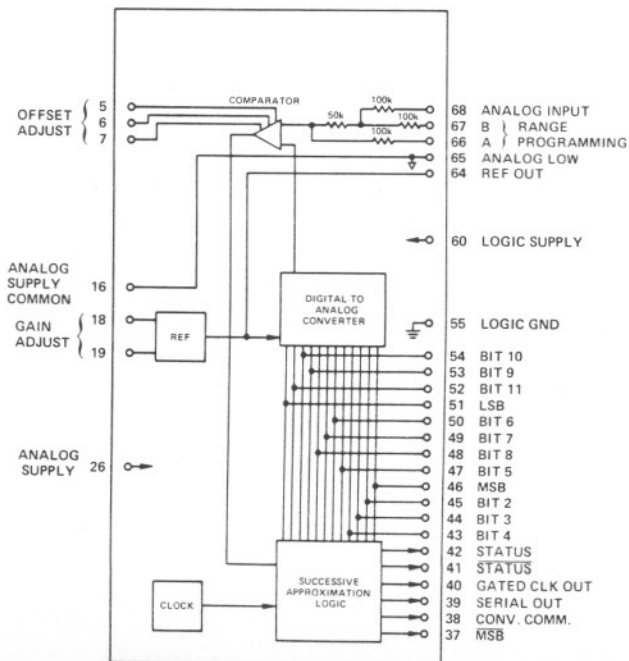 COMPARATOR
OFFSET ADJUST
5
6
7
50k
100k
100k
100k
68 ANALOG INPUT
67 B RANGE
66 A PROGRAMMING
65 ANALOG LOW
64 REF OUT
60 LOGIC SUPPLY
ANALOG
SUPPLY
COMMON
16
GAIN
ADJUST
18
19
REF
DIGITAL TO
ANALOG
CONVERTER
55 LOGIC GND
54 BIT 10
53 BIT 9
52 BIT 11
51 LSB
50 BIT 6
49 BIT 7
48 BIT 8
47 BIT 5
46 MSB
45 BIT 2
44 BIT 3
43 BIT 4
42 STATUS
41 STATUS
40 GATED CLK OUT
39 SERIAL OUT
38 CONV. COMM.
37 MSB
ANALOG
SUPPLY
26
CLOCK
SUCCESSIVE
APPROXIMATION
LOGIC